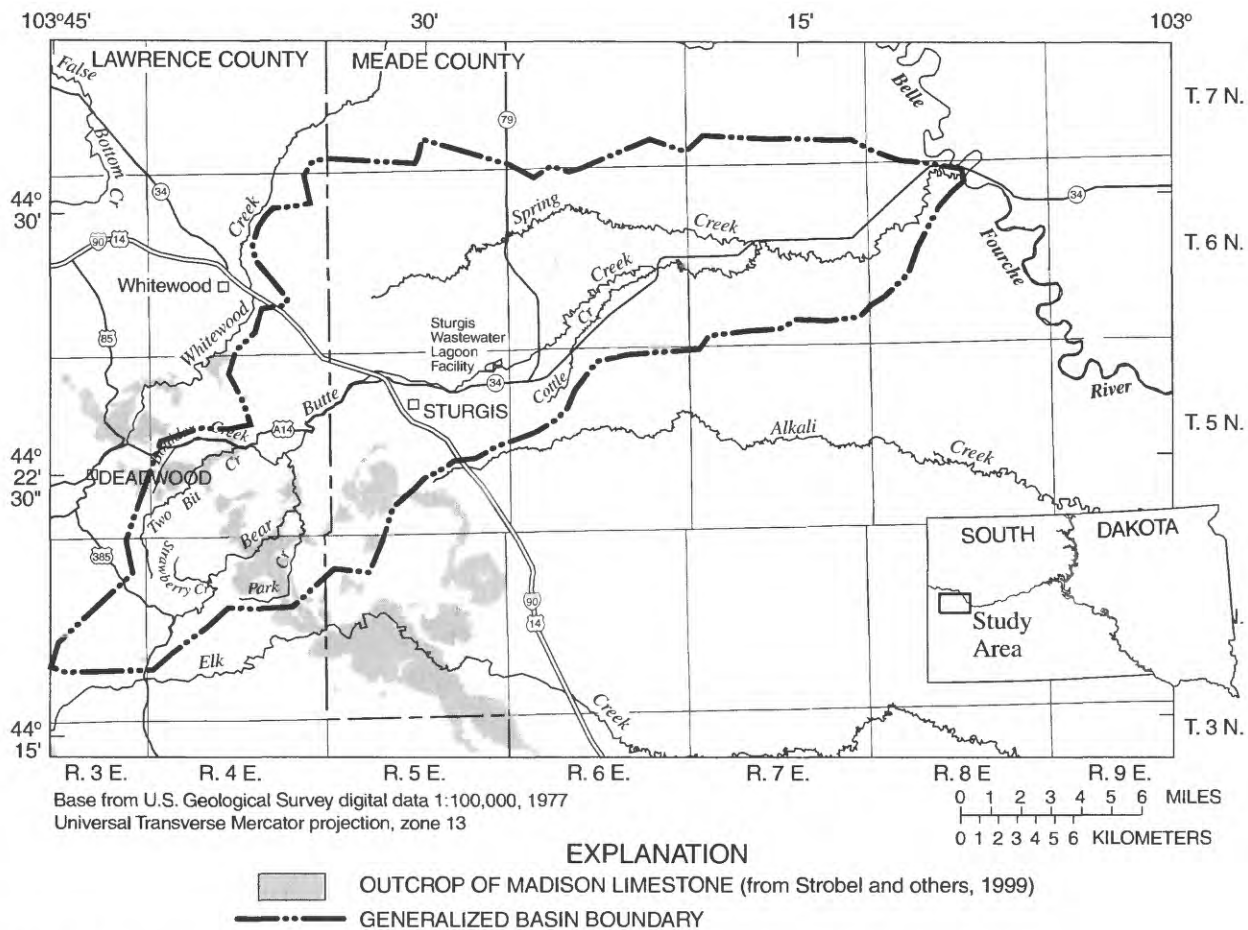 103º45' 30' 15' 103º
LAWRENCE COUNTY MEADE COUNTY
False
Bottom
Cr
Belle
T.7 N.
79
34
44º
30'
Creek
Spring
Creek
34
T.6 N.
90
14
Whitewood
Creek
Fourche
Whitewood
Sturgis
Wastewater
Lagoon
Facility
Cr
85
Cottle
34
River
Butte
STURGIS
A14
Creek
Alkali
T.5 N.
44º
22'
30"
DEADWOOD
Cr
Bit
Two
Creek
Bear
SOUTH DAKOTA
385
Strawberry Cr
Cr
Park
90
14
Study
Area
N.
Elk
Creek
44º
15'
T.3 N.
R. 3 E. R. 4 E. R. 5 E. R. 6 E. R. 7 E. R. 8 E R. 9 E.
Base from U.S. Geological Survey digital data 1:100,000, 1977
Universal Transverse Mercator projection, zone 13
0 1 2 3 4 5 6 MILES
0 1 2 3 4 5 6 KILOMETERS
EXPLANATION
OUTCROP OF MADISON LIMESTONE (from Strobel and others, 1999)
GENERALIZED BASIN BOUNDARY